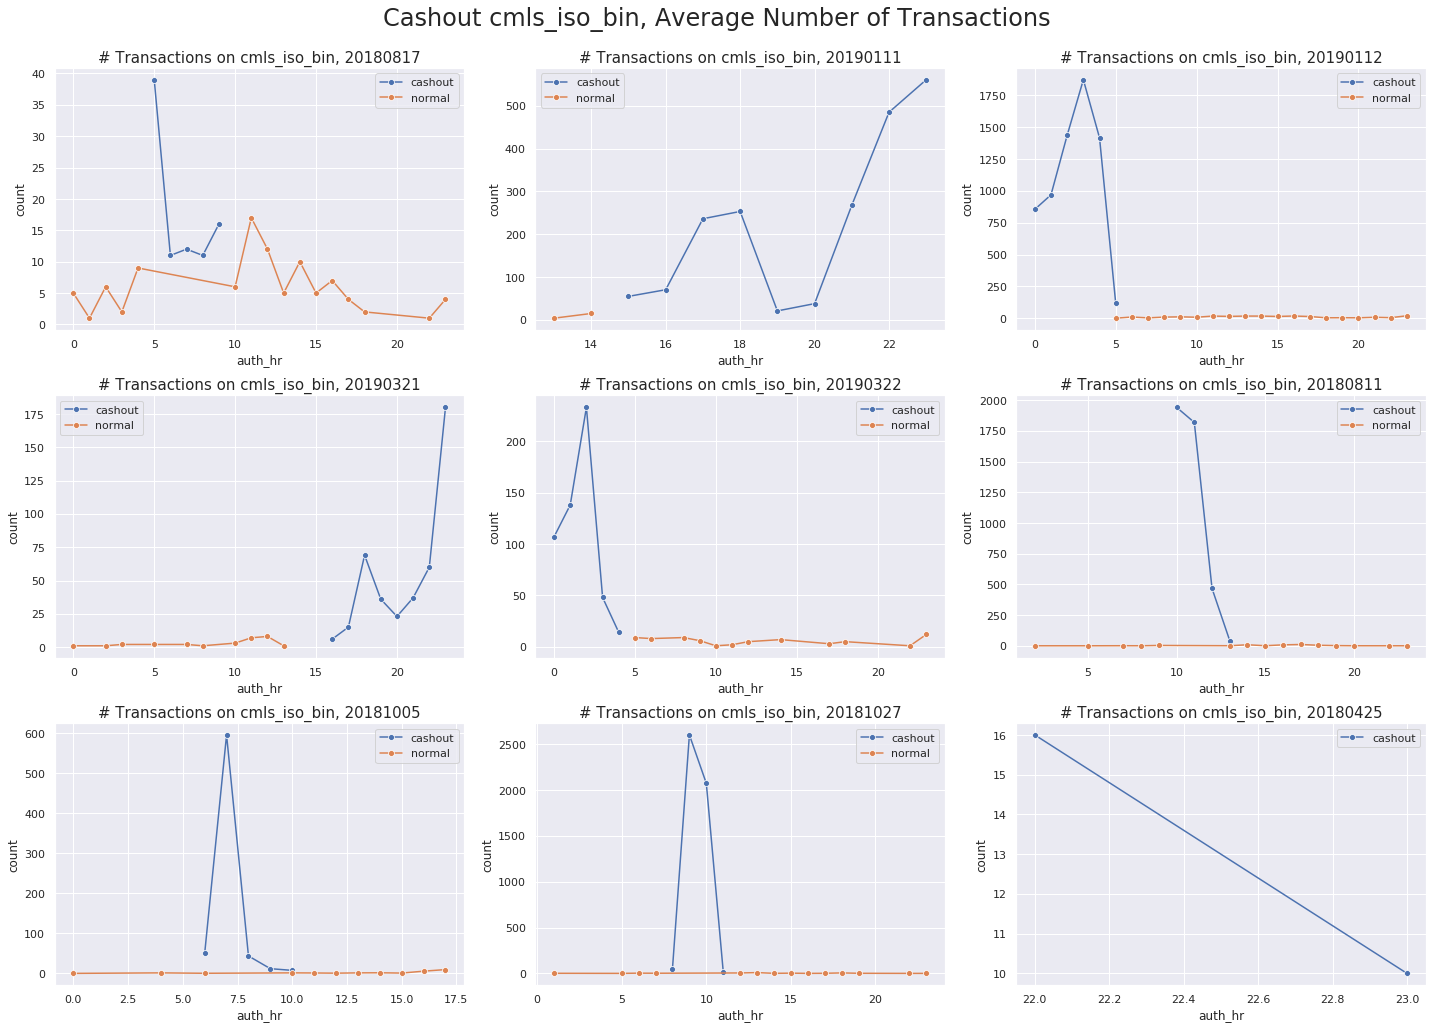 Cashout cmls_iso_bin, Average Number of Transactions
# Transactions on cmls_iso_bin, 20180817
cashout
normal
count
40
35
30
25
20
15
10
5
0
0 5 10 15 20
auth_hr
# Transactions on cmls_iso_bin, 20190111
cashout
normal
count
500
400
300
200
100
0
14 16 18 20 22
auth_hr
# Transactions on cmls_iso_bin, 20190112
cashout
normal
count
1750
1500
1250
1000
750
500
250
0
0 5 10 15 20
auth_hr
# Transactions on cmls_iso_bin, 20190321
cashout
normal
count
175
150
125
100
75
50
25
0
0 5 10 15 20
auth_hr
# Transactions on cmls_iso_bin, 20190322
cashout
normal
count
200
150
100
50
0
0 5 10 15 20
auth_hr
# Transactions on cmls_iso_bin, 20180811
cashout
normal
count
2000
1750
1500
1250
1000
750
500
250
0
5 10 15 20
auth_hr
# Transactions on cmls_iso_bin, 20181005
cashout
normal
count
600
500
400
300
200
100
0
0.0 2.5 5.0 7.5 10.0 12.5 15.0 17.5
auth_hr
# Transactions on cmls_iso_bin, 20181027
cashout
normal
count
2500
2000
1500
1000
500
0
0 5 10 15 20
auth_hr
# Transactions on cmls_iso_bin, 20180425
cashout
count
16
15
14
13
12
11
10
22.0 22.2 22.4 22.6 22.8 23.0
auth_hr